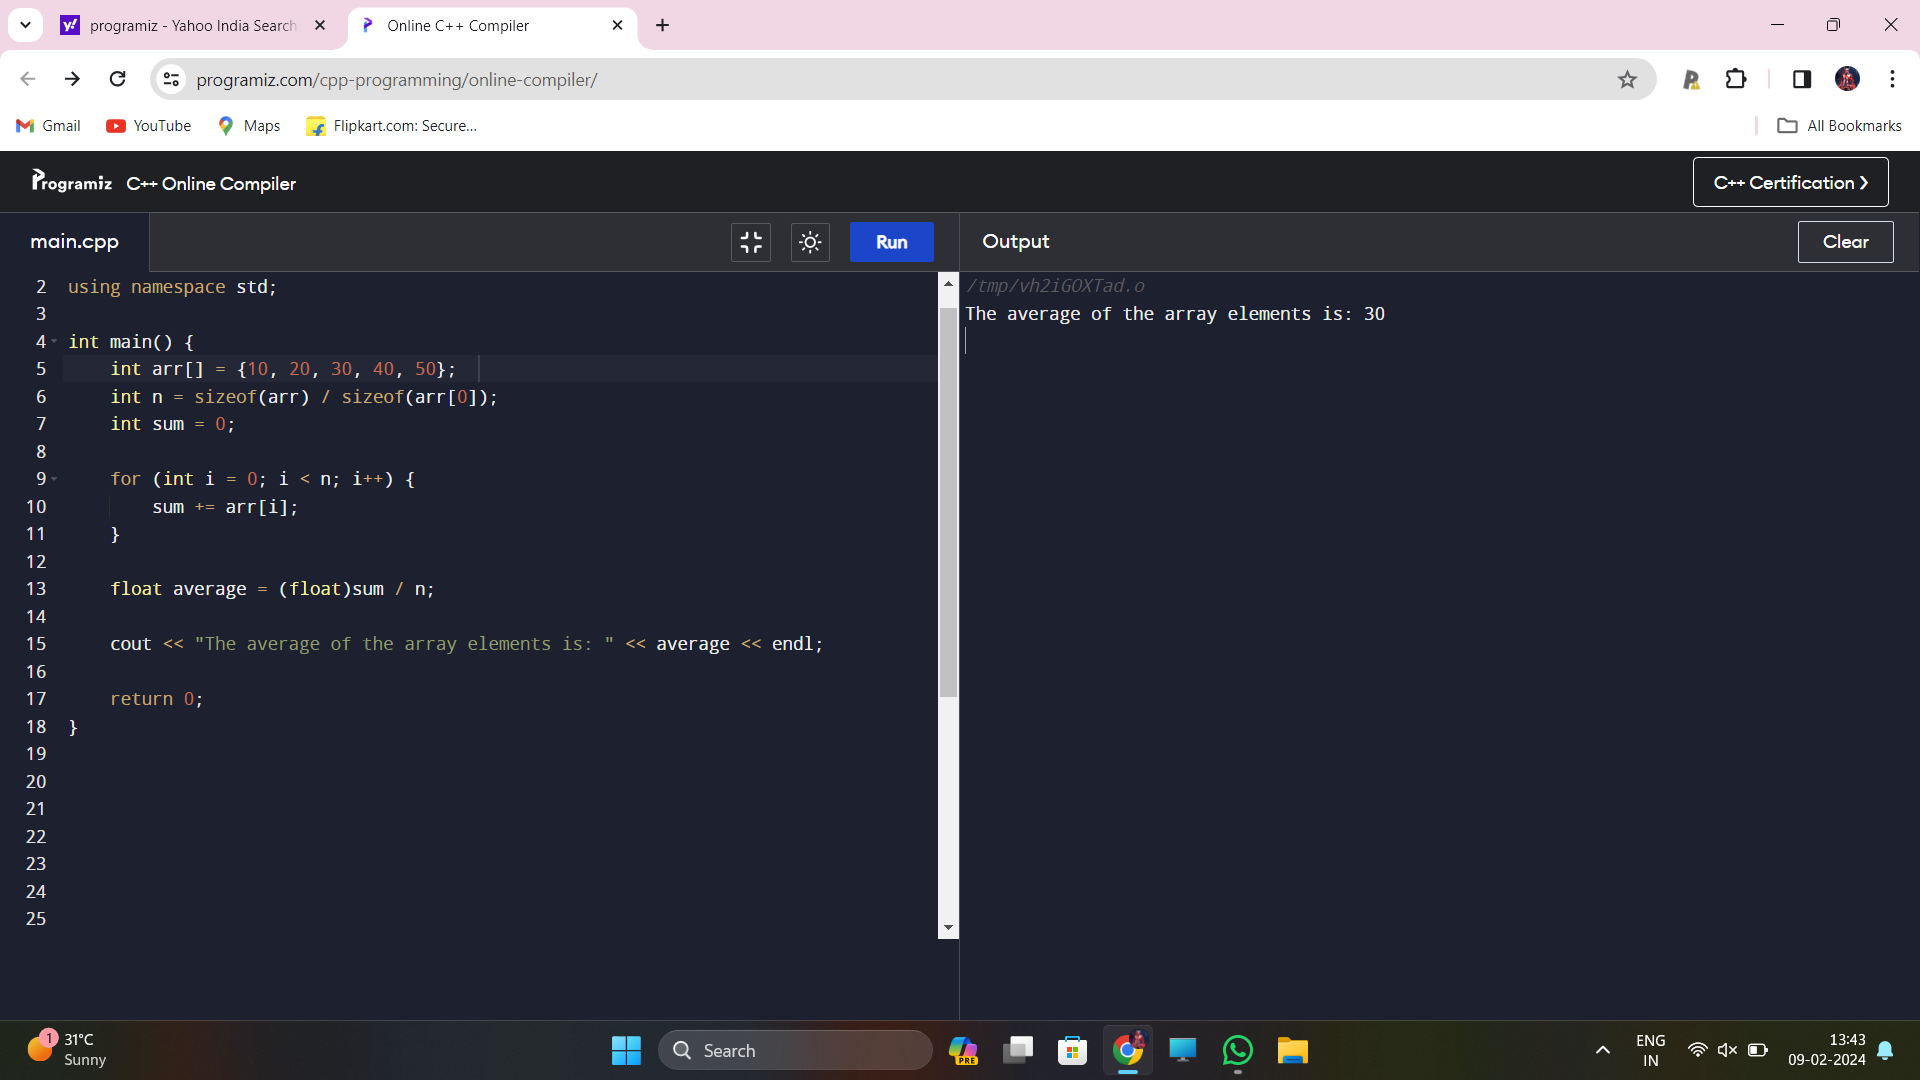 programiz - Yahoo India Search
Online C++ Compiler
programiz.com/cpp-programming/online-compiler/
Gmail
YouTube
Maps
Flipkart.com: Secure...
All Bookmarks
Programiz C++ Online Compiler
C++ Certification ❯
main.cpp
Run
Output
Clear
2 using namespace std;
3
4 int main() {
5     int arr[] = {10, 20, 30, 40, 50};
6     int n = sizeof(arr) / sizeof(arr[0]);
7     int sum = 0;
8
9     for (int i = 0; i < n; i++) {
10         sum += arr[i];
11     }
12
13     float average = (float)sum / n;
14
15     cout << "The average of the array elements is: " << average << endl;
16
17     return 0;
18 }
19
20
21
22
23
24
25
/tmp/vh2iGOXTad.o
The average of the array elements is: 30
1
31°C
Sunny
Search
PRE
ENG
IN
13:43
09-02-2024